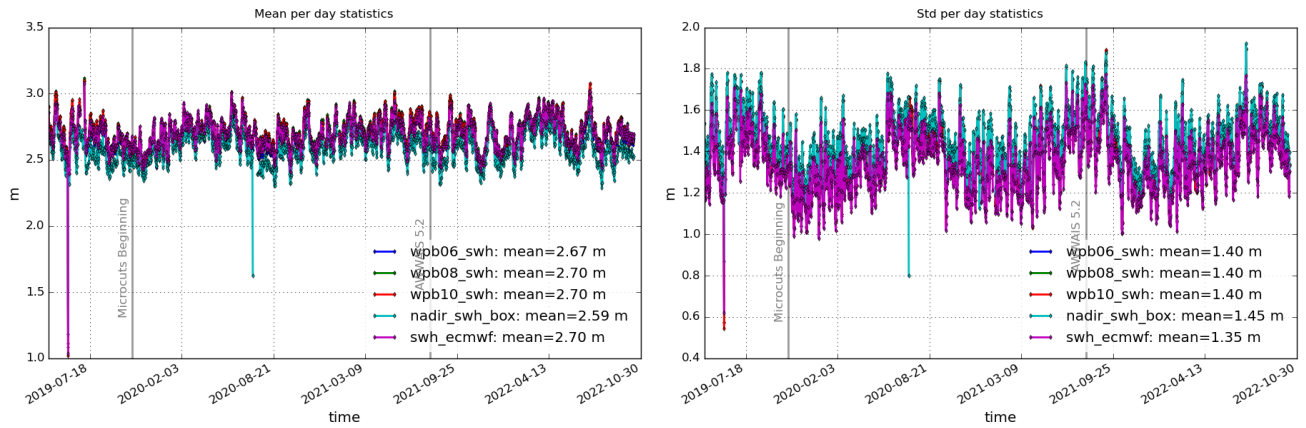 Mean per day statistics
3.5
3.0
2.5
2.0
1.5
1.0
m
Microcuts Beginning
5.2
wpb06_swh: mean=2.67 m
wpb08_swh: mean=2.70 m
wpb10_swh: mean=2.70 m
nadir_swh_box: mean=2.59 m
swh_ecmwf: mean=2.70 m
2019-07-18
2020-02-03
2020-08-21
2021-03-09
2021-09-25
2022-04-13
2022-10-30
time
Std per day statistics
2.0
1.8
1.6
1.4
1.2
1.0
0.8
0.6
0.4
m
Microcuts Beginning
5.2
wpb06_swh: mean=1.40 m
wpb08_swh: mean=1.40 m
wpb10_swh: mean=1.40 m
nadir_swh_box: mean=1.45 m
swh_ecmwf: mean=1.35 m
2019-07-18
2020-02-03
2020-08-21
2021-03-09
2021-09-25
2022-04-13
2022-10-30
time